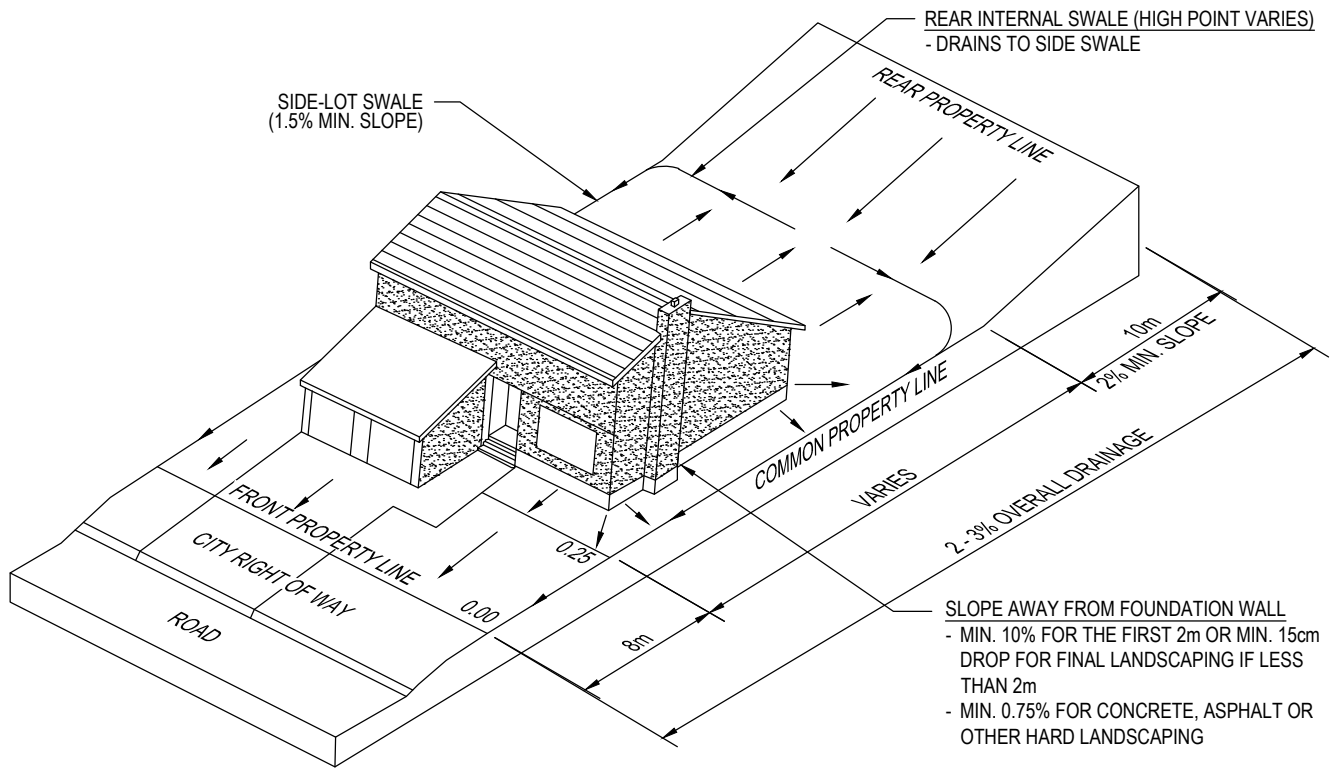 REAR INTERNAL SWALE (HIGH POINT VARIES)
- DRAINS TO SIDE SWALE
REAR PROPERTY LINE
SIDE-LOT SWALE
(1.5% MIN. SLOPE)
10m
2% MIN. SLOPE
COMMON PROPERTY LINE
VARIES
2 - 3% OVERALL DRAINAGE
FRONT PROPERTY LINE
0.25
CITY RIGHT OF WAY
0.00
ROAD
8m
SLOPE AWAY FROM FOUNDATION WALL
- MIN. 10% FOR THE FIRST 2m OR MIN. 15cm
DROP FOR FINAL LANDSCAPING IF LESS
THAN 2m
- MIN. 0.75% FOR CONCRETE, ASPHALT OR
OTHER HARD LANDSCAPING